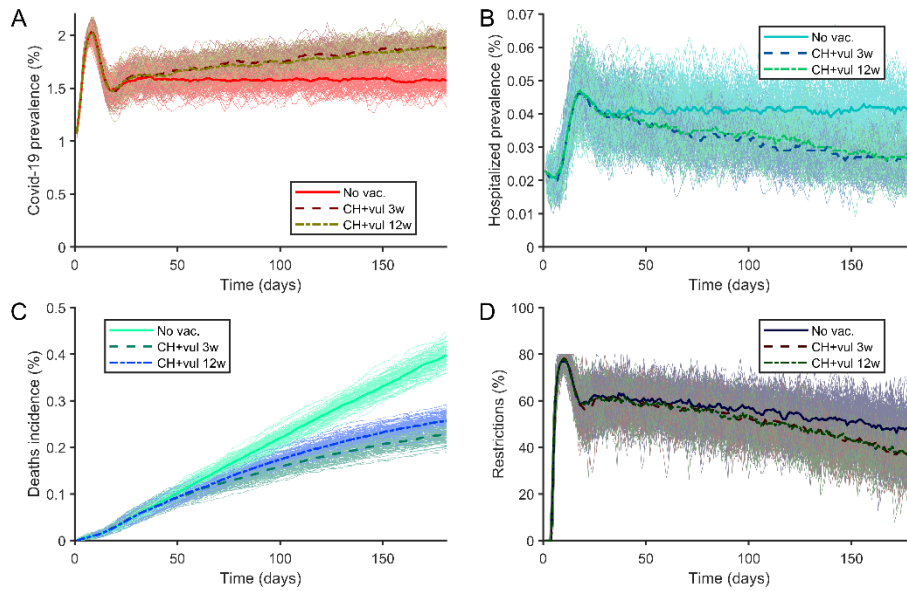 A
Covid-19 prevalence (%)
2
1.5
1
0.5
0
0
50
100
150
Time (days)
No vac.
CH+vul 3w
CH+vul 12w
B
Hospitalized prevalence (%)
0.07
0.06
0.05
0.04
0.03
0.02
0.01
0
50
100
150
Time (days)
No vac.
CH+vul 3w
CH+vul 12w
C
Deaths incidence (%)
0.5
0.4
0.3
0.2
0.1
0
0
50
100
150
Time (days)
No vac.
CH+vul 3w
CH+vul 12w
D
Restrictions (%)
100
80
60
40
20
0
0
50
100
150
Time (days)
No vac.
CH+vul 3w
CH+vul 12w